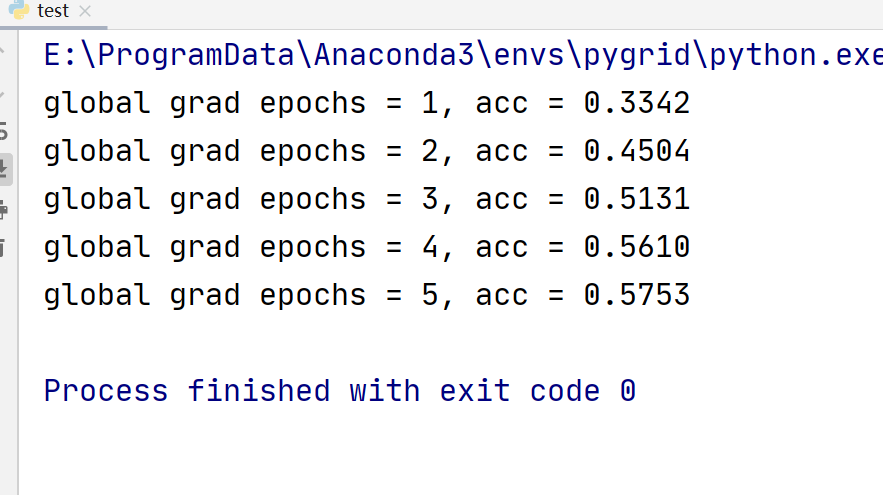 test
E:\ProgramData\Anaconda3\envs\pygrid\python.exe
global grad epochs = 1, acc = 0.3342
global grad epochs = 2, acc = 0.4504
global grad epochs = 3, acc = 0.5131
global grad epochs = 4, acc = 0.5610
global grad epochs = 5, acc = 0.5753
Process finished with exit code 0